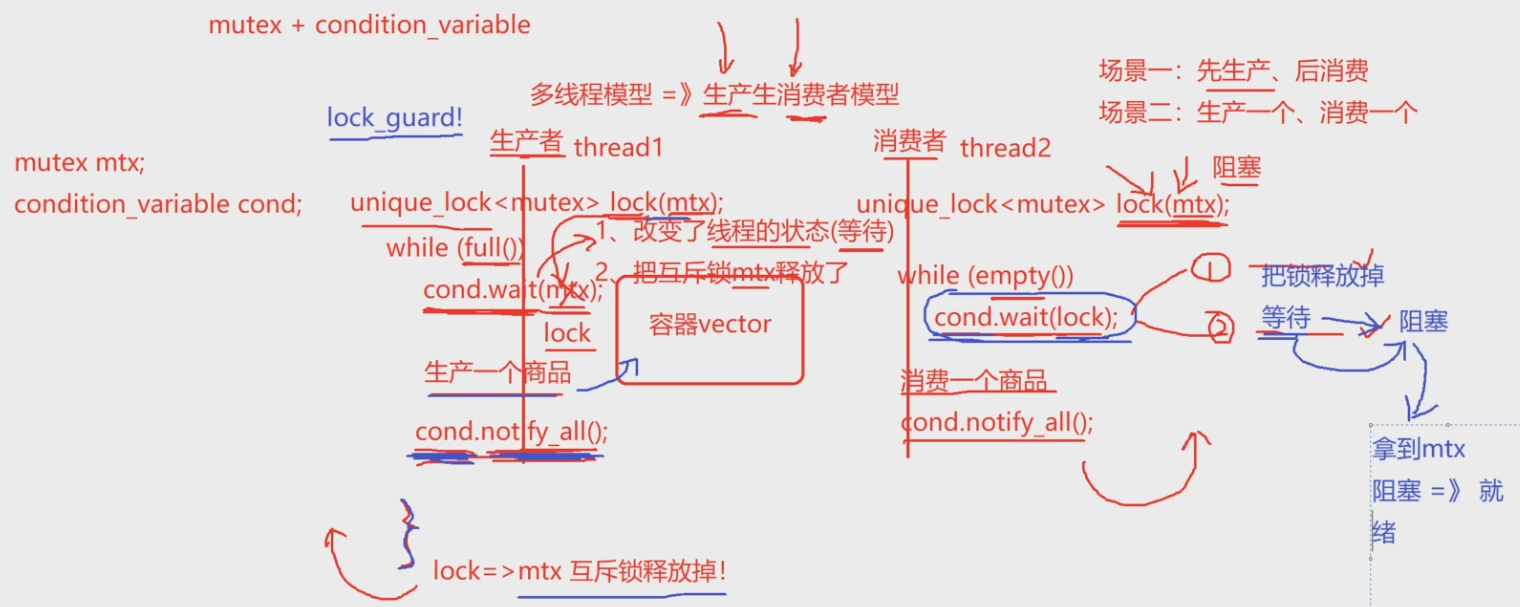 mutex + condition_variable
多线程模型 =》生产生消费者模型
场景一：先生产、后消费
场景二：生产一个、消费一个
lock_guard!
mutex mtx;
condition_variable cond;
生产者 thread1
unique_lock<mutex> lock(mtx);
while (full())
cond.wait(mtx);
lock
1、改变了线程的状态(等待)
2、把互斥锁mtx释放了
容器vector
生产一个商品
cond.notify_all();
}
lock=>mtx 互斥锁释放掉！
消费者 thread2
阻塞
unique_lock<mutex> lock(mtx);
while (empty())
cond.wait(lock);
① 把锁释放掉
② 等待 阻塞
消费一个商品
cond.notify_all();
拿到mtx
阻塞 =》 就
绪